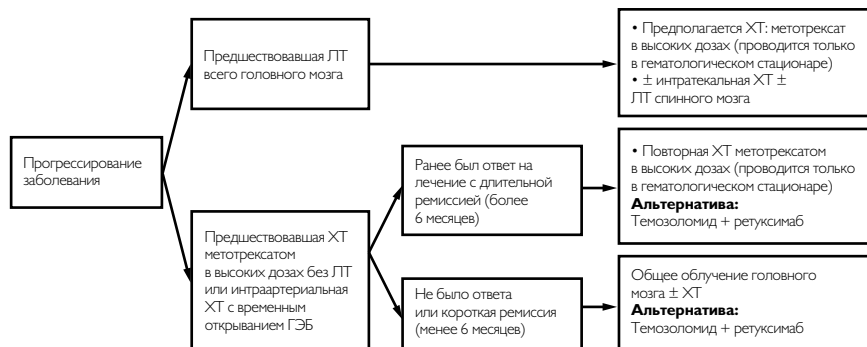 Прогрессирование
заболевания
Предшествовавшая ЛТ
всего головного мозга
• Предполагается ХТ: метотрексат
в высоких дозах (проводится только
в гематологическом стационаре)
• ± интратекальная ХТ ±
ЛТ спинного мозга
Предшествовавшая ХТ
метотрексатом
в высоких дозах без ЛТ
или интраартериальная
ХТ с временным
открыванием ГЭБ
Ранее был ответ на
лечение с длительной
ремиссией (более
6 месяцев)
• Повторная ХТ метотрексатом
в высоких дозах (проводится только
в гематологическом стационаре)
Альтернатива:
Темозоломид + ретуксимаб
Не было ответа
или короткая ремиссия
(менее 6 месяцев)
Общее облучение головного
мозга ± ХТ
Альтернатива:
Темозоломид + ретуксимаб